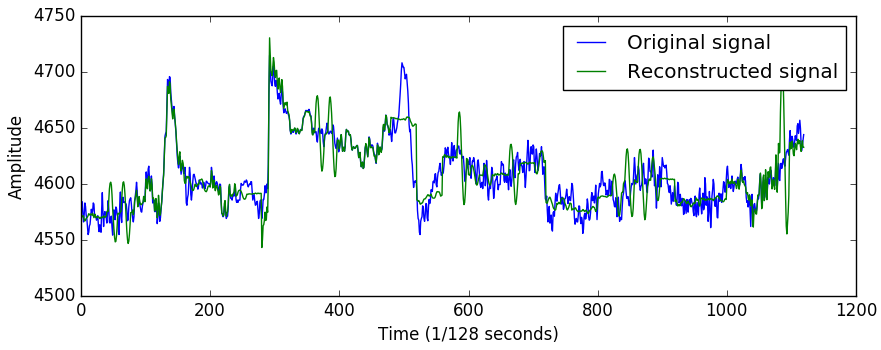 4750
4700
4650
4600
4550
4500
Amplitude
Original signal
Reconstructed signal
0 200 400 600 800 1000 1200
Time (1/128 seconds)